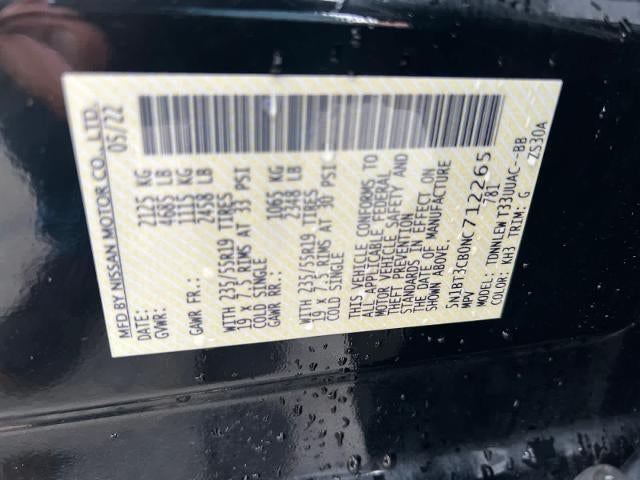 MFD BY NISSAN MOTOR CO., LTD.
DATE: 05/22
GVWR: 2125 KG
4685 LB
GAWR FR.: 1115 KG
2458 LB
WITH 235/55R19 TIRES
19 X 7.5 RIMS AT 33 PSI
COLD SINGLE
GAWR RR.: 1065 KG
2348 LB
WITH 235/55R19 TIRES
19 X 7.5 RIMS AT 30 PSI
COLD SINGLE
THIS VEHICLE CONFORMS TO
ALL APPLICABLE FEDERAL
MOTOR VEHICLE SAFETY AND
THEFT PREVENTION
STANDARDS IN EFFECT ON
THE DATE OF MANUFACTURE
SHOWN ABOVE.
5N1BT3CB0NC712265
MPV 781
MODEL: TDNNLEW T33UUAC--BB
COLOR: KH3 TRIM: G
ZS30A